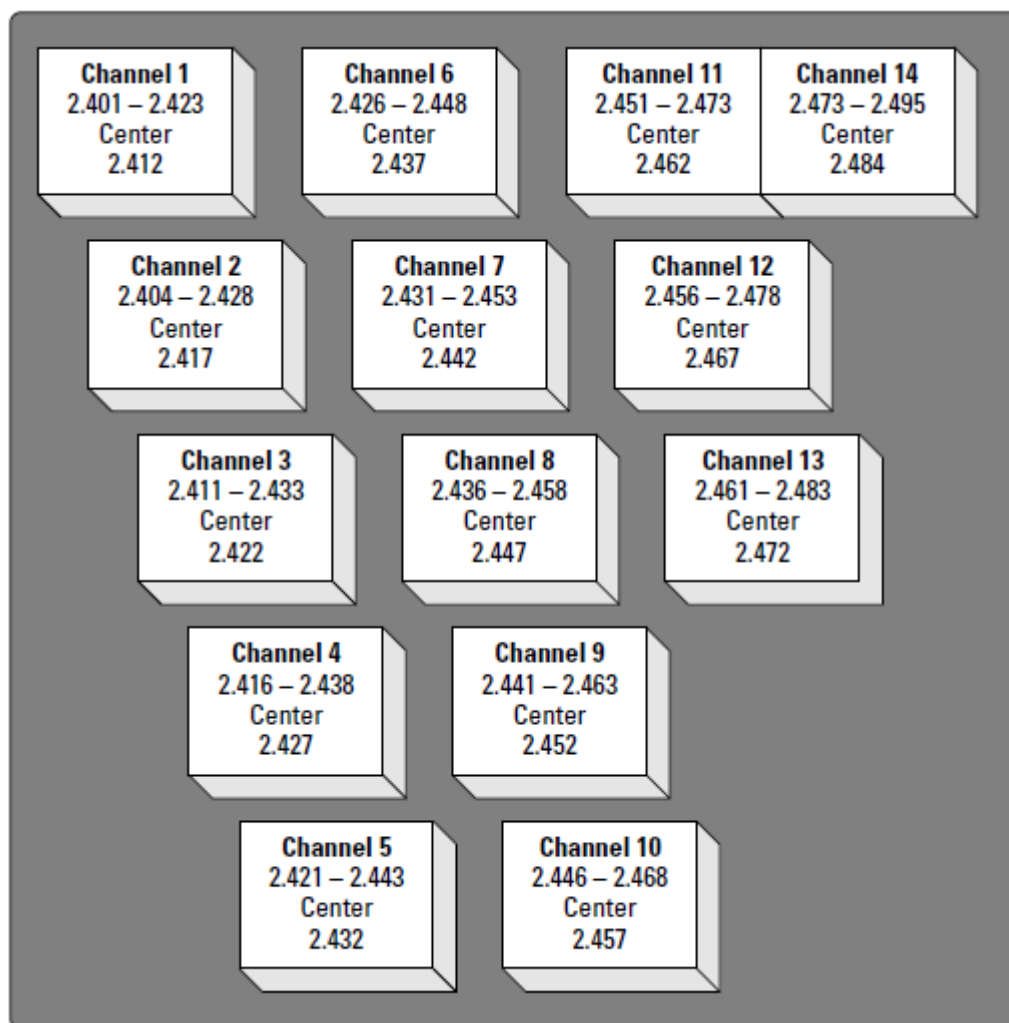 Channel 1
2.401 – 2.423
Center
2.412
Channel 6
2.426 – 2.448
Center
2.437
Channel 11
2.451 – 2.473
Center
2.462
Channel 14
2.473 – 2.495
Center
2.484
Channel 2
2.404 – 2.428
Center
2.417
Channel 7
2.431 – 2.453
Center
2.442
Channel 12
2.456 – 2.478
Center
2.467
Channel 3
2.411 – 2.433
Center
2.422
Channel 8
2.436 – 2.458
Center
2.447
Channel 13
2.461 – 2.483
Center
2.472
Channel 4
2.416 – 2.438
Center
2.427
Channel 9
2.441 – 2.463
Center
2.452
Channel 5
2.421 – 2.443
Center
2.432
Channel 10
2.446 – 2.468
Center
2.457